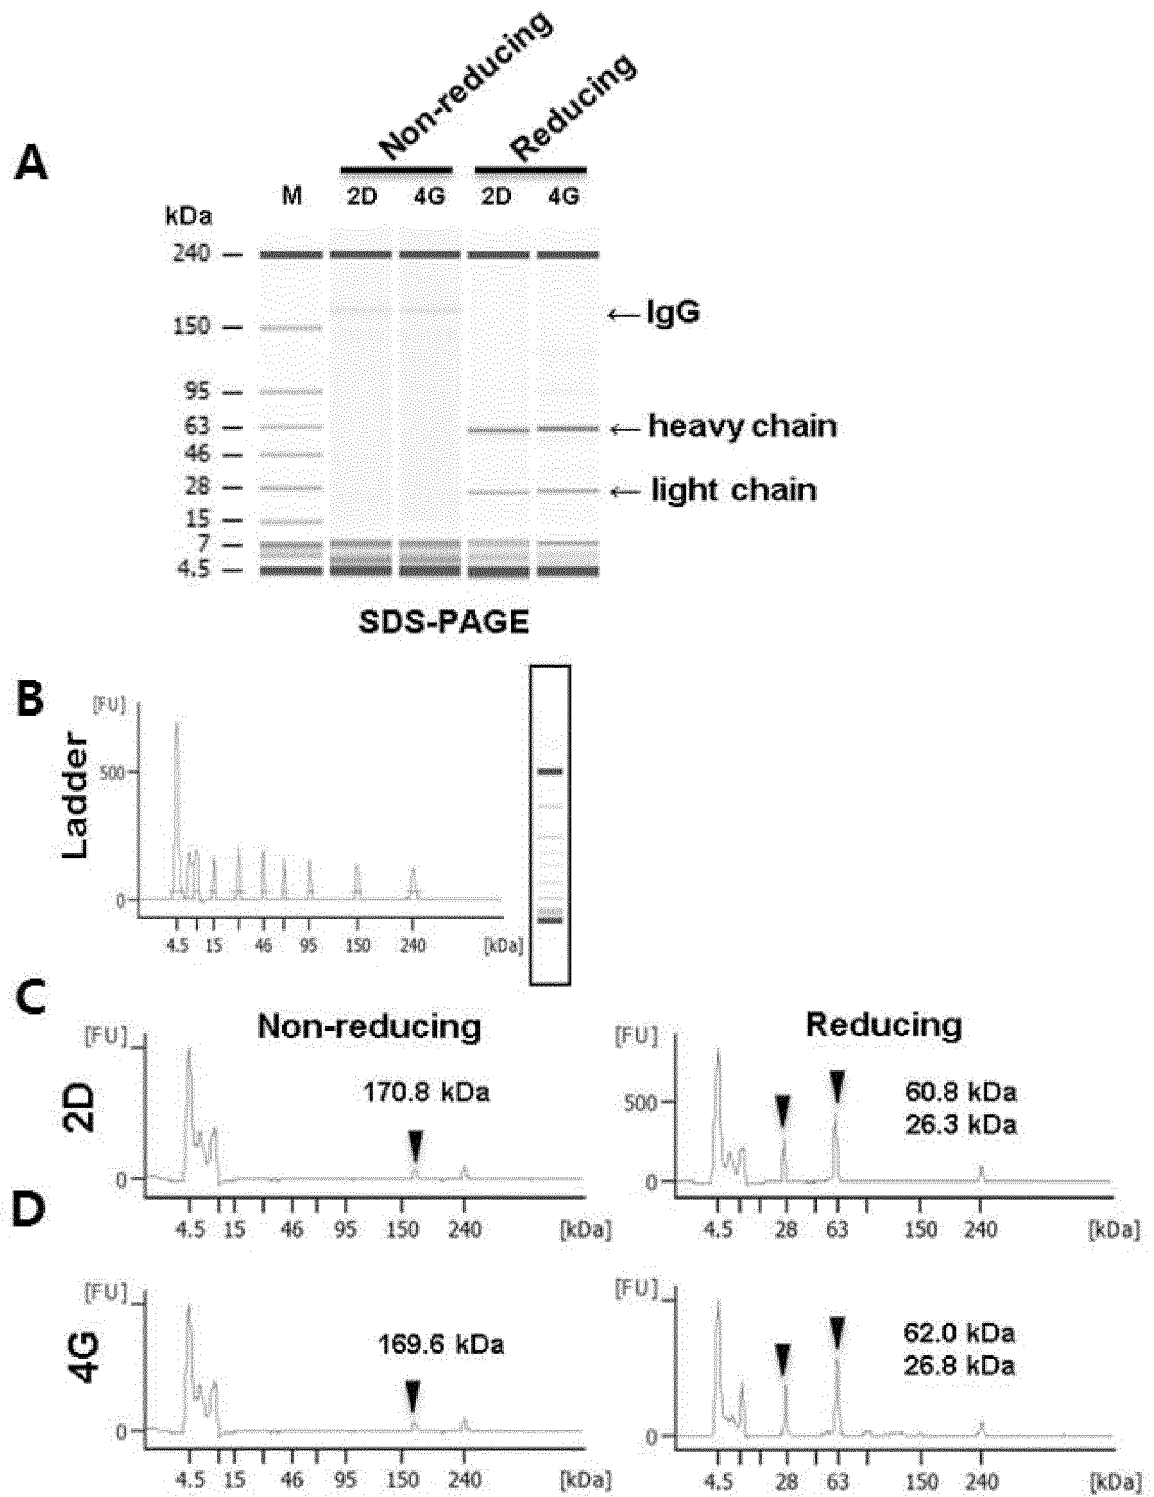 A
Non-reducing
Reducing
M 2D 4G 2D 4G
kDa
240
150
95
63
46
28
15
7
4.5
←IgG
←heavy chain
←light chain
SDS-PAGE
B
Ladder
[FU]
500
0
4.5 15 46 95 150 240 [kDa]
C
Non-reducing
Reducing
2D
[FU]
0
170.8 kDa
4.5 15 46 95 150 240 [kDa]
[FU]
500
0
60.8 kDa
26.3 kDa
4.5 28 63 150 240 [kDa]
D
4G
[FU]
0
169.6 kDa
4.5 15 46 95 150 240 [kDa]
[FU]
0
62.0 kDa
26.8 kDa
4.5 28 63 150 240 [kDa]